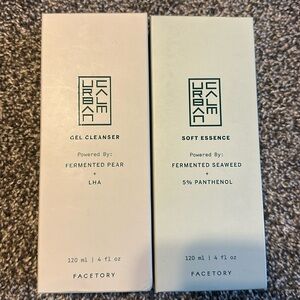 URBAN
CALM
GEL CLEANSER
Powered By:
FERMENTED PEAR
+
LHA
120 ml | 4 fl oz
FACETORY
URBAN
CALM
SOFT ESSENCE
Powered By:
FERMENTED SEAWEED
+
5% PANTHENOL
120 ml | 4 fl oz
FACETORY